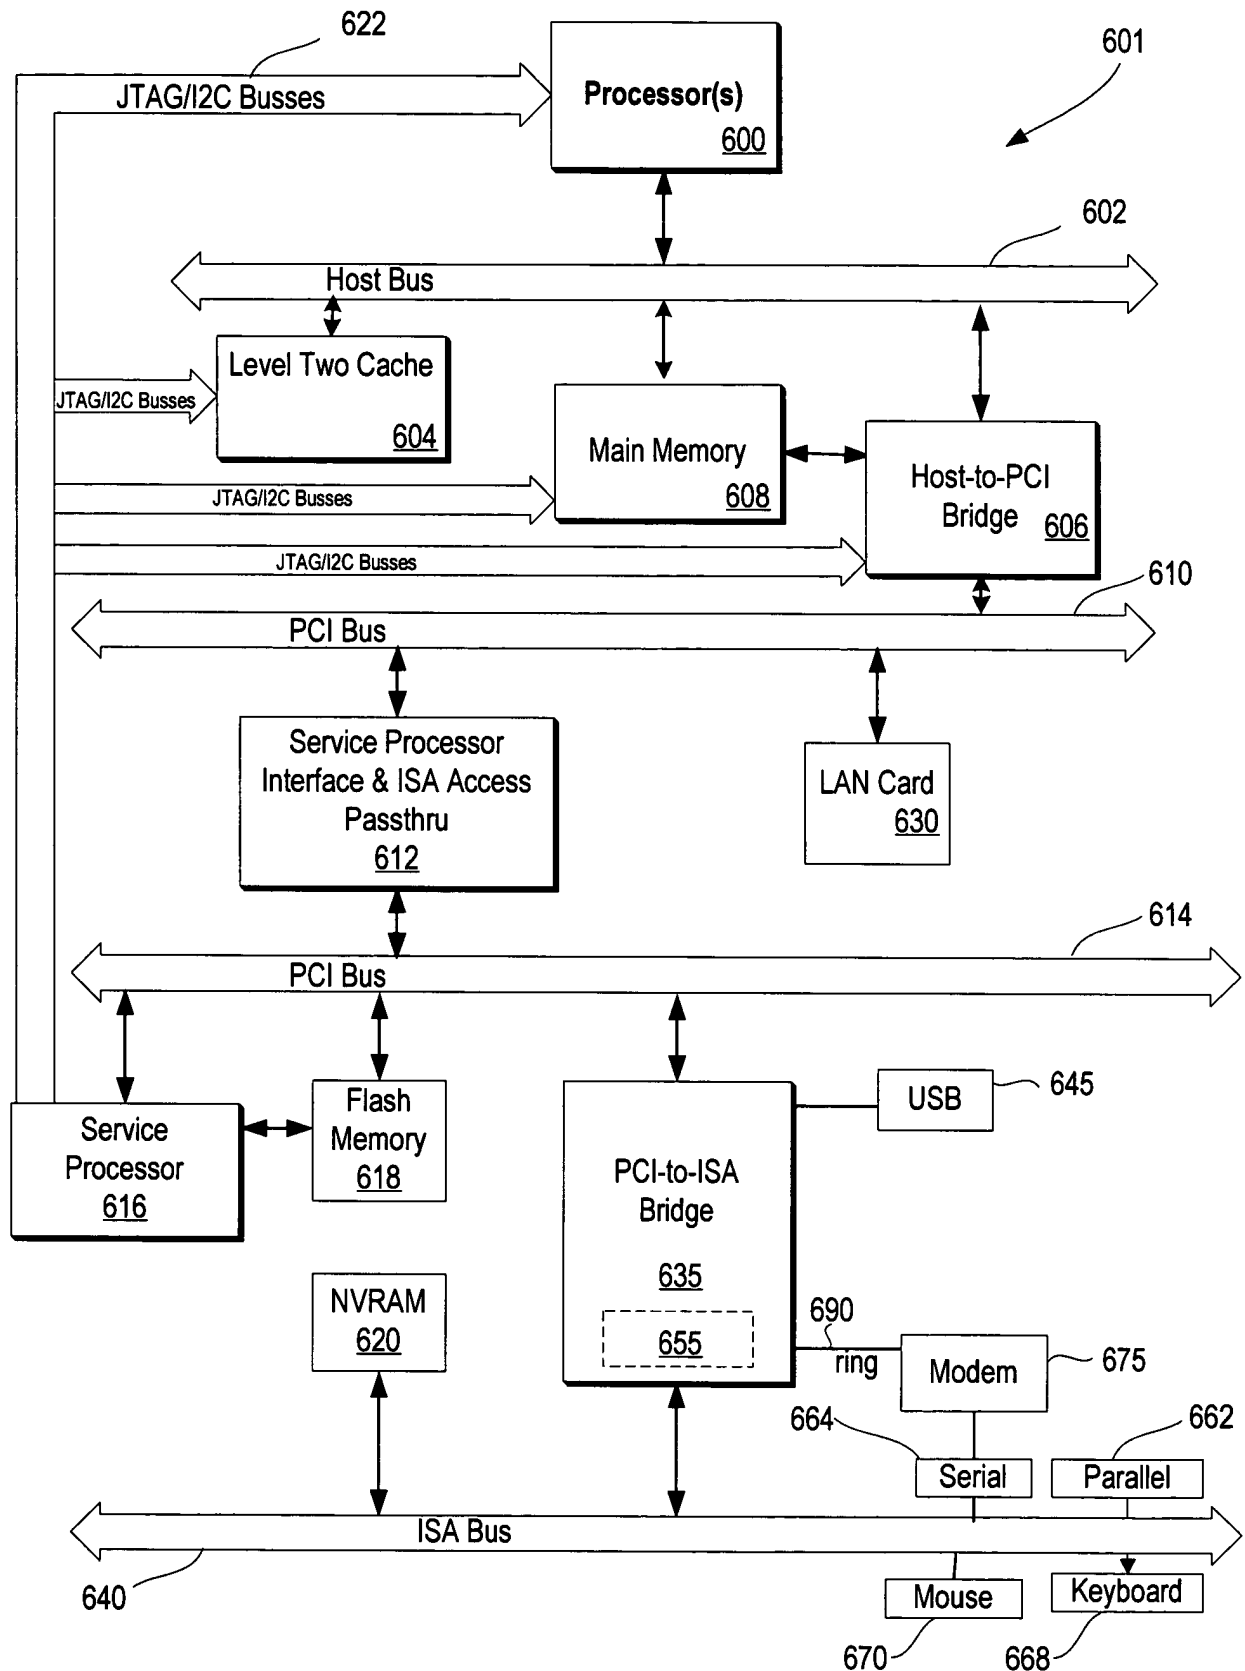 622
601
JTAG/I2C Busses
Processor(s)
600
602
Host Bus
Level Two Cache
604
JTAG/I2C Busses
Main Memory
608
Host-to-PCI
Bridge
606
JTAG/I2C Busses
JTAG/I2C Busses
610
PCI Bus
Service Processor
Interface & ISA Access
Passthru
612
LAN Card
630
614
PCI Bus
Service
Processor
616
Flash
Memory
618
PCI-to-ISA
Bridge
635
655
USB
645
NVRAM
620
690
ring
Modem
675
664
662
Serial
Parallel
ISA Bus
640
Mouse
Keyboard
670
668